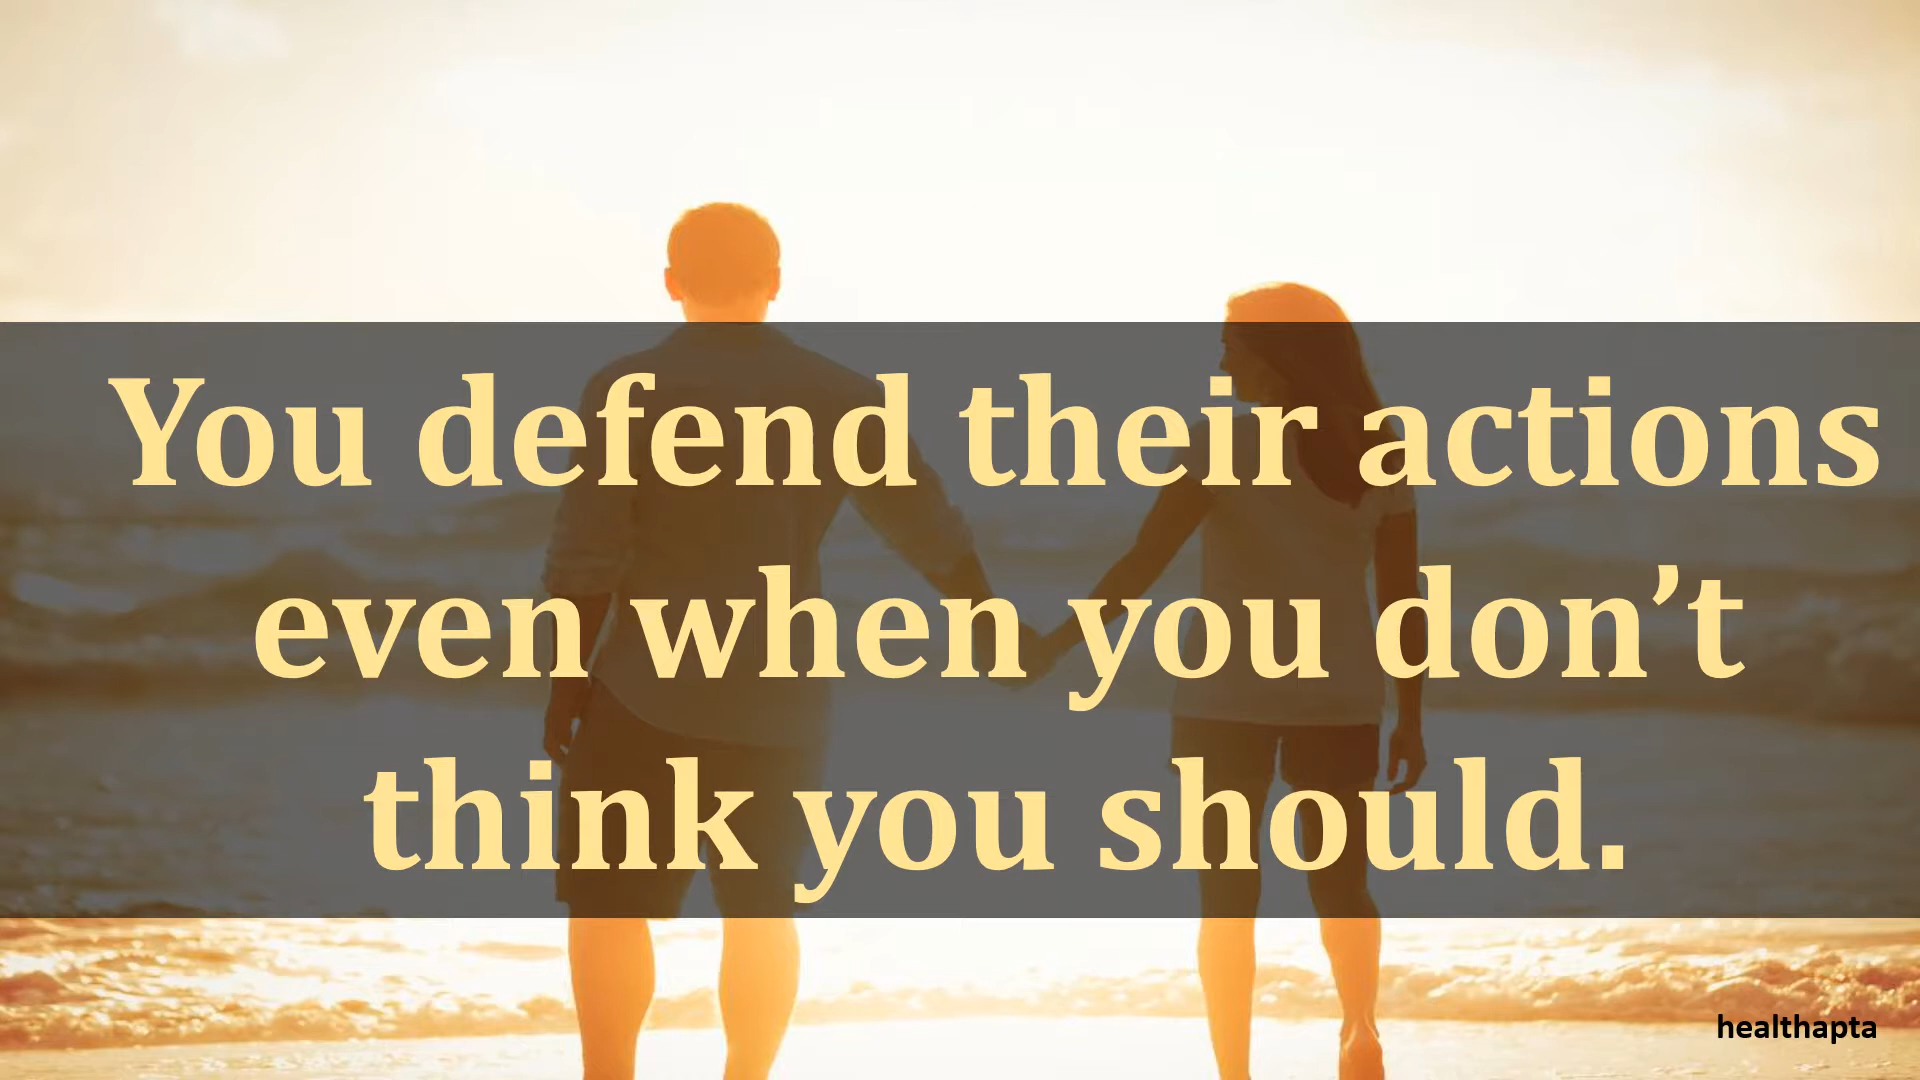 You defend their actions
even when you don’t
think you should.
healthapta